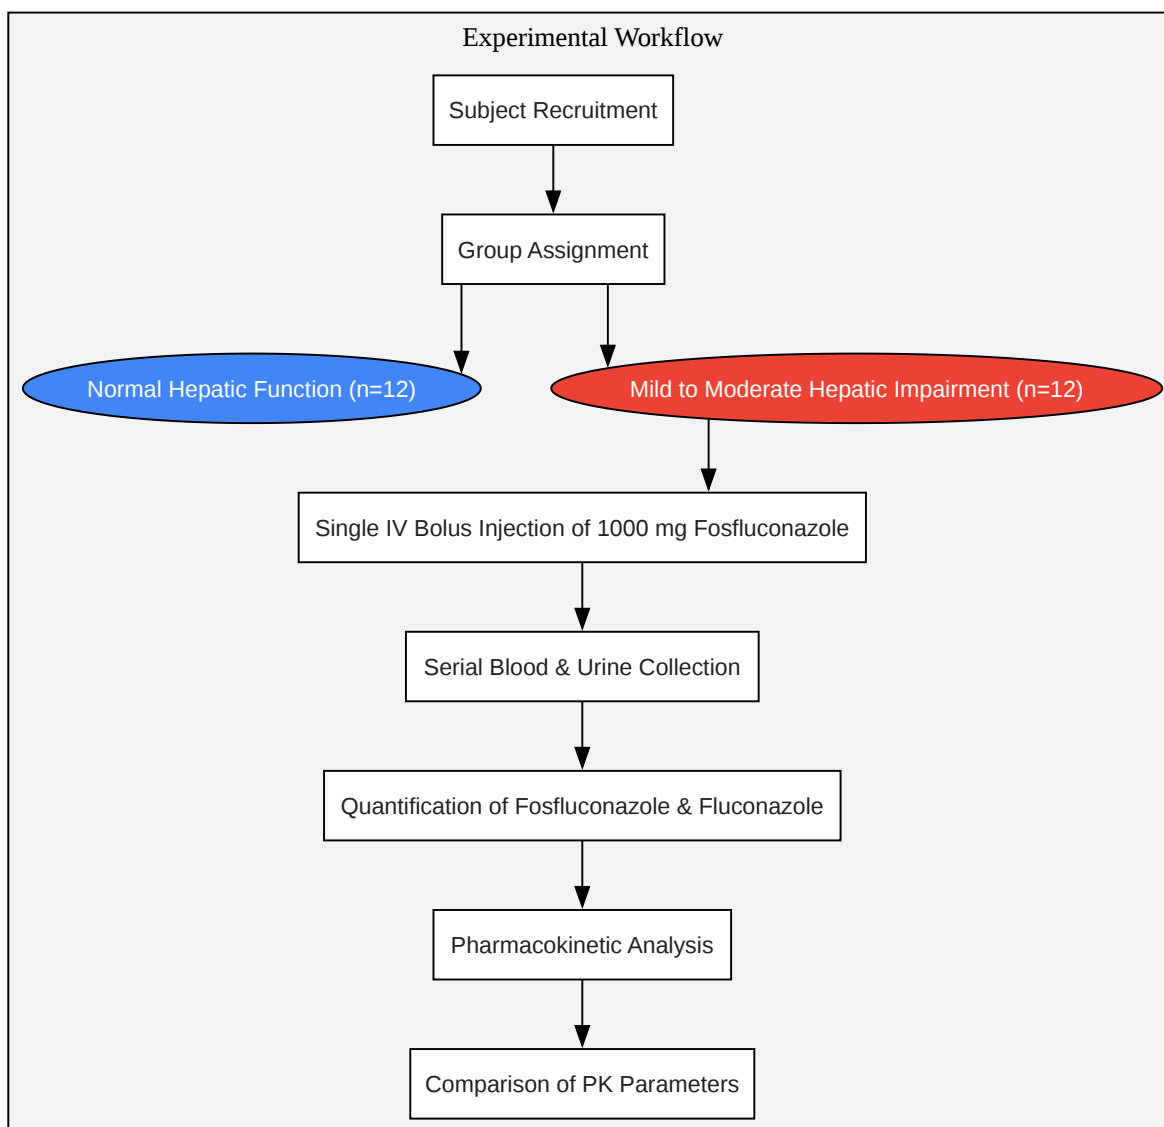 Experimental Workflow
Subject Recruitment
Group Assignment
Normal Hepatic Function (n=12)
Mild to Moderate Hepatic Impairment (n=12)
Single IV Bolus Injection of 1000 mg Fosfluconazole
Serial Blood & Urine Collection
Quantification of Fosfluconazole & Fluconazole
Pharmacokinetic Analysis
Comparison of PK Parameters